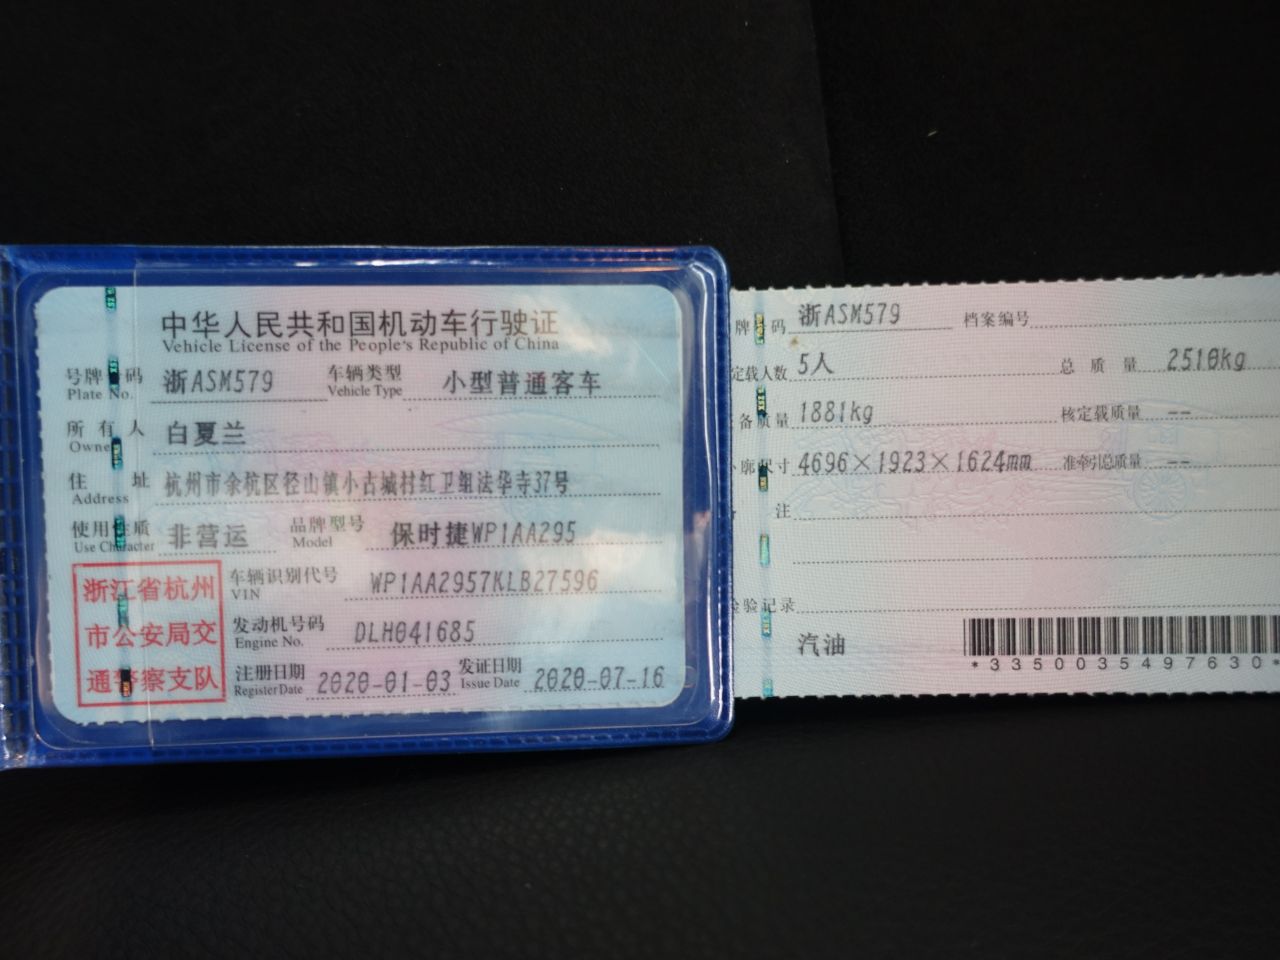 中华人民共和国机动车行驶证
Vehicle License of the People's Republic of China
号牌号码 浙ASM579 车辆类型 小型普通客车
Plate No. Vehicle Type
所有人 白夏兰
Owner
住址 杭州市余杭区径山镇小古城村红卫组法华寺37号
Address
使用性质 非营运 品牌型号 保时捷WP1AA295
Use Character Model
浙江省杭州
市公安局交
通警察支队
车辆识别代号 WP1AA2957KLB27596
VIN
发动机号码 DLH041685
Engine No.
注册日期 2020-01-03 发证日期 2020-07-16
Register Date Issue Date
牌 码 浙ASM579 档案编号
定载人数 5人 总质量 2510kg
备质量 1881kg 核定载质量 --
廓尺寸 4696×1923×1624mm 准牵引总质量 --
注
检验记录
汽油
*3350035497630*